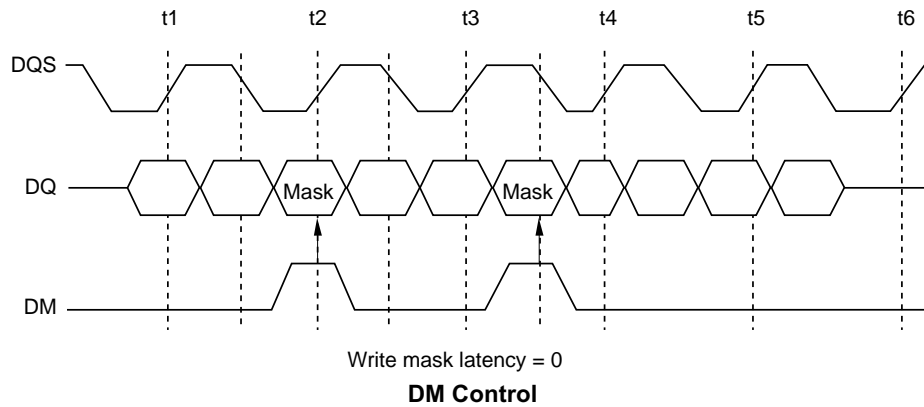 t1 t2 t3 t4 t5 t6
DQS
DQ Mask Mask
DM
Write mask latency = 0
DM Control